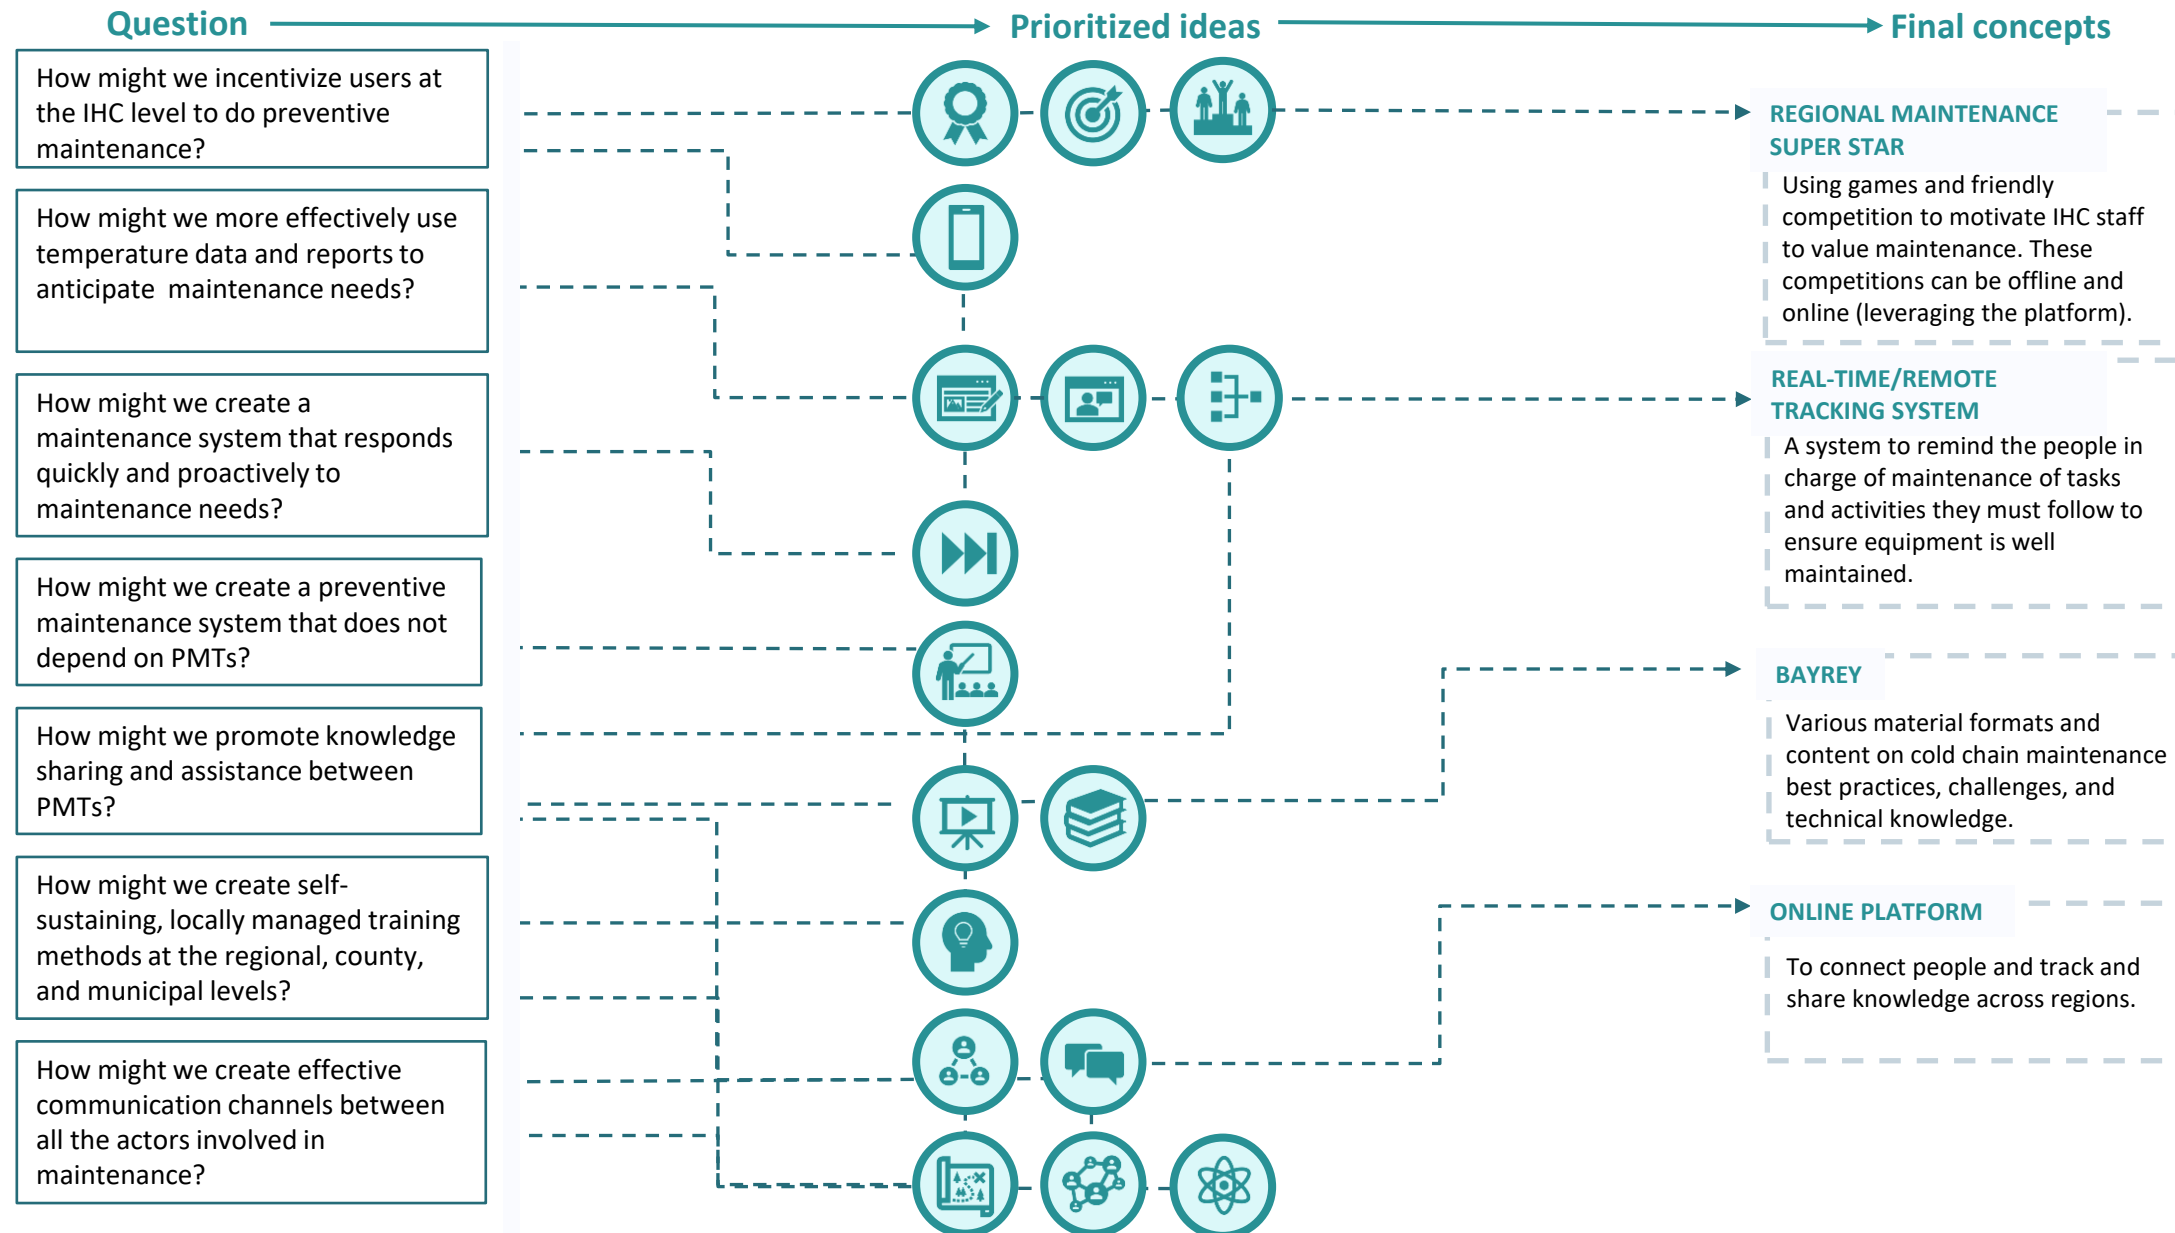 Question
Prioritized ideas
Final concepts
How might we incentivize users at
the IHC level to do preventive
maintenance?
How might we more effectively use
temperature data and reports to
anticipate maintenance needs?
How might we create a
maintenance system that responds
quickly and proactively to
maintenance needs?
How might we create a preventive
maintenance system that does not
depend on PMTs?
How might we promote knowledge
sharing and assistance between
PMTs?
How might we create self-
sustaining, locally managed training
methods at the regional, county,
and municipal levels?
How might we create effective
communication channels between
all the actors involved in
maintenance?
REGIONAL MAINTENANCE
SUPER STAR
Using games and friendly
competition to motivate IHC staff
to value maintenance. These
competitions can be offline and
online (leveraging the platform).
REAL-TIME/REMOTE
TRACKING SYSTEM
A system to remind the people in
charge of maintenance of tasks
and activities they must follow to
ensure equipment is well
maintained.
BAYREY
Various material formats and
content on cold chain maintenance
best practices, challenges, and
technical knowledge.
ONLINE PLATFORM
To connect people and track and
share knowledge across regions.